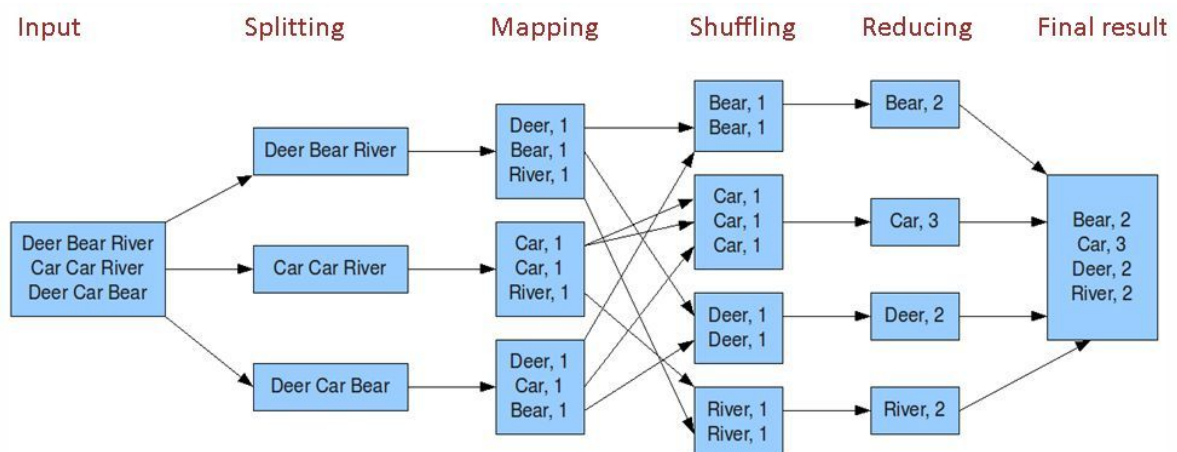 Input
Splitting
Mapping
Shuffling
Reducing
Final result
Deer Bear River
Car Car River
Deer Car Bear
Deer Bear River
Car Car River
Deer Car Bear
Deer, 1
Bear, 1
River, 1
Car, 1
Car, 1
River, 1
Deer, 1
Car, 1
Bear, 1
Bear, 1
Bear, 1
Car, 1
Car, 1
Car, 1
Deer, 1
Deer, 1
River, 1
River, 1
Bear, 2
Car, 3
Deer, 2
River, 2
Bear, 2
Car, 3
Deer, 2
River, 2